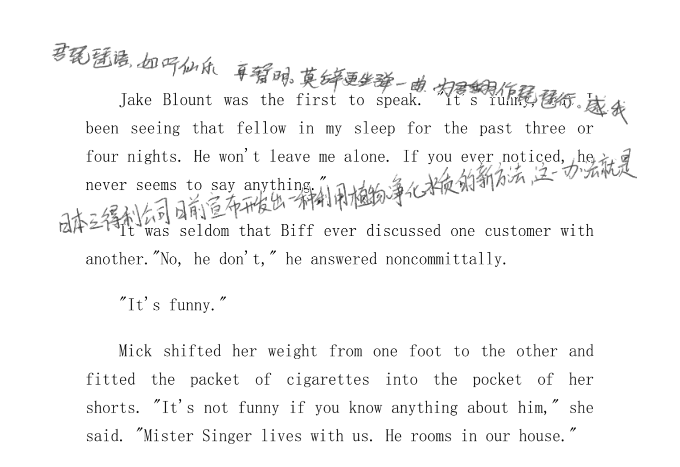 君琵琶语,如听仙乐耳暂明。莫辞更坐弹一曲,为君翻作琵琶行。感我
Jake Blount was the first to speak. "It's funny,
been seeing that fellow in my sleep for the past three or
four nights. He won't leave me alone. If you ever noticed, he
never seems to say anything."
日本三得利公司日前宣布开发出一种利用植物净化水质的新方法,这一办法就是
It was seldom that Biff ever discussed one customer with
another."No, he don't," he answered noncommittally.
"It's funny."
Mick shifted her weight from one foot to the other and
fitted the packet of cigarettes into the pocket of her
shorts. "It's not funny if you know anything about him," she
said. "Mister Singer lives with us. He rooms in our house."